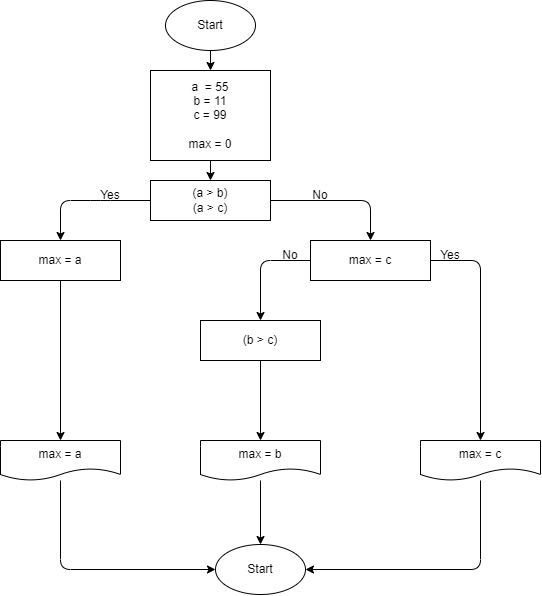 Start
a = 55
b = 11
c = 99
max = 0
(a > b)
(a > c)
Yes
No
max = a
max = c
No
Yes
(b > c)
max = a
max = b
max = c
Start